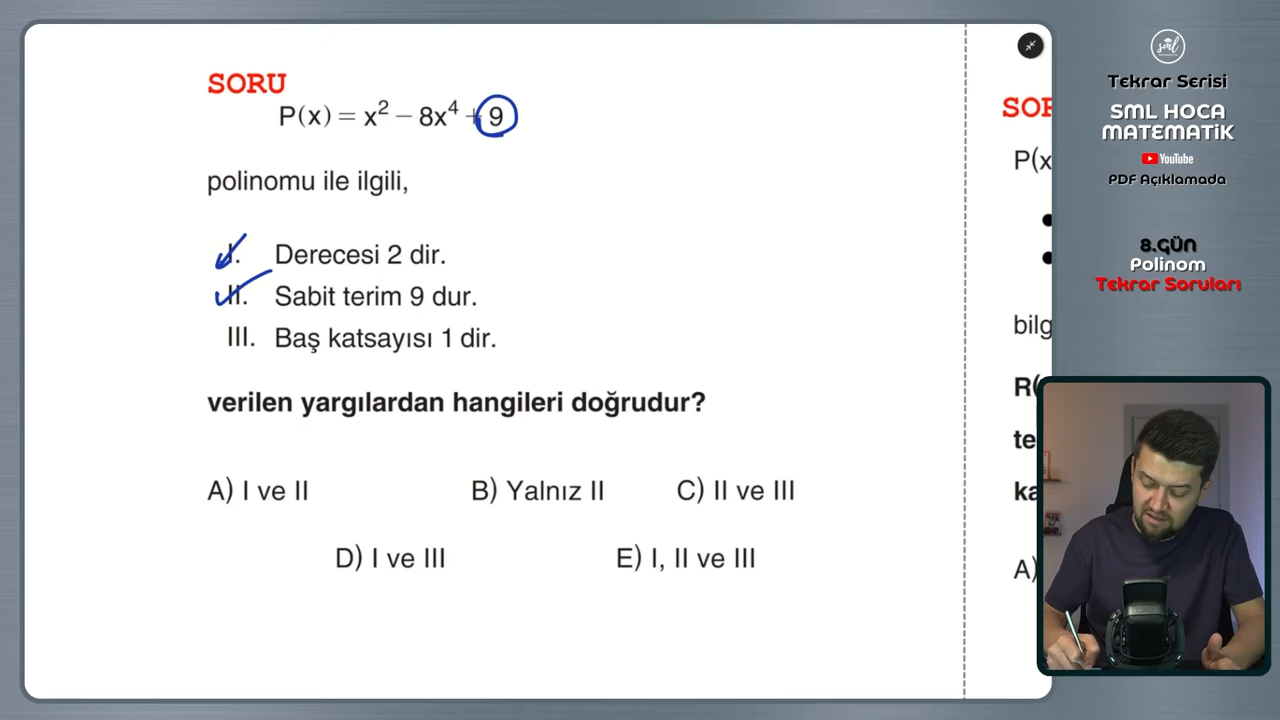 SORU
P(x) = x² − 8x⁴ + 9
polinomu ile ilgili,
I. Derecesi 2 dir.
II. Sabit terim 9 dur.
III. Baş katsayısı 1 dir.
verilen yargılardan hangileri doğrudur?
A) I ve II B) Yalnız II C) II ve III
D) I ve III E) I, II ve III
P(x
bilg
R(
te
ka
A)
sml
Tekrar Serisi
SML HOCA
MATEMATİK
YouTube
PDF Açıklamada
8.GÜN
Polinom
Tekrar Soruları